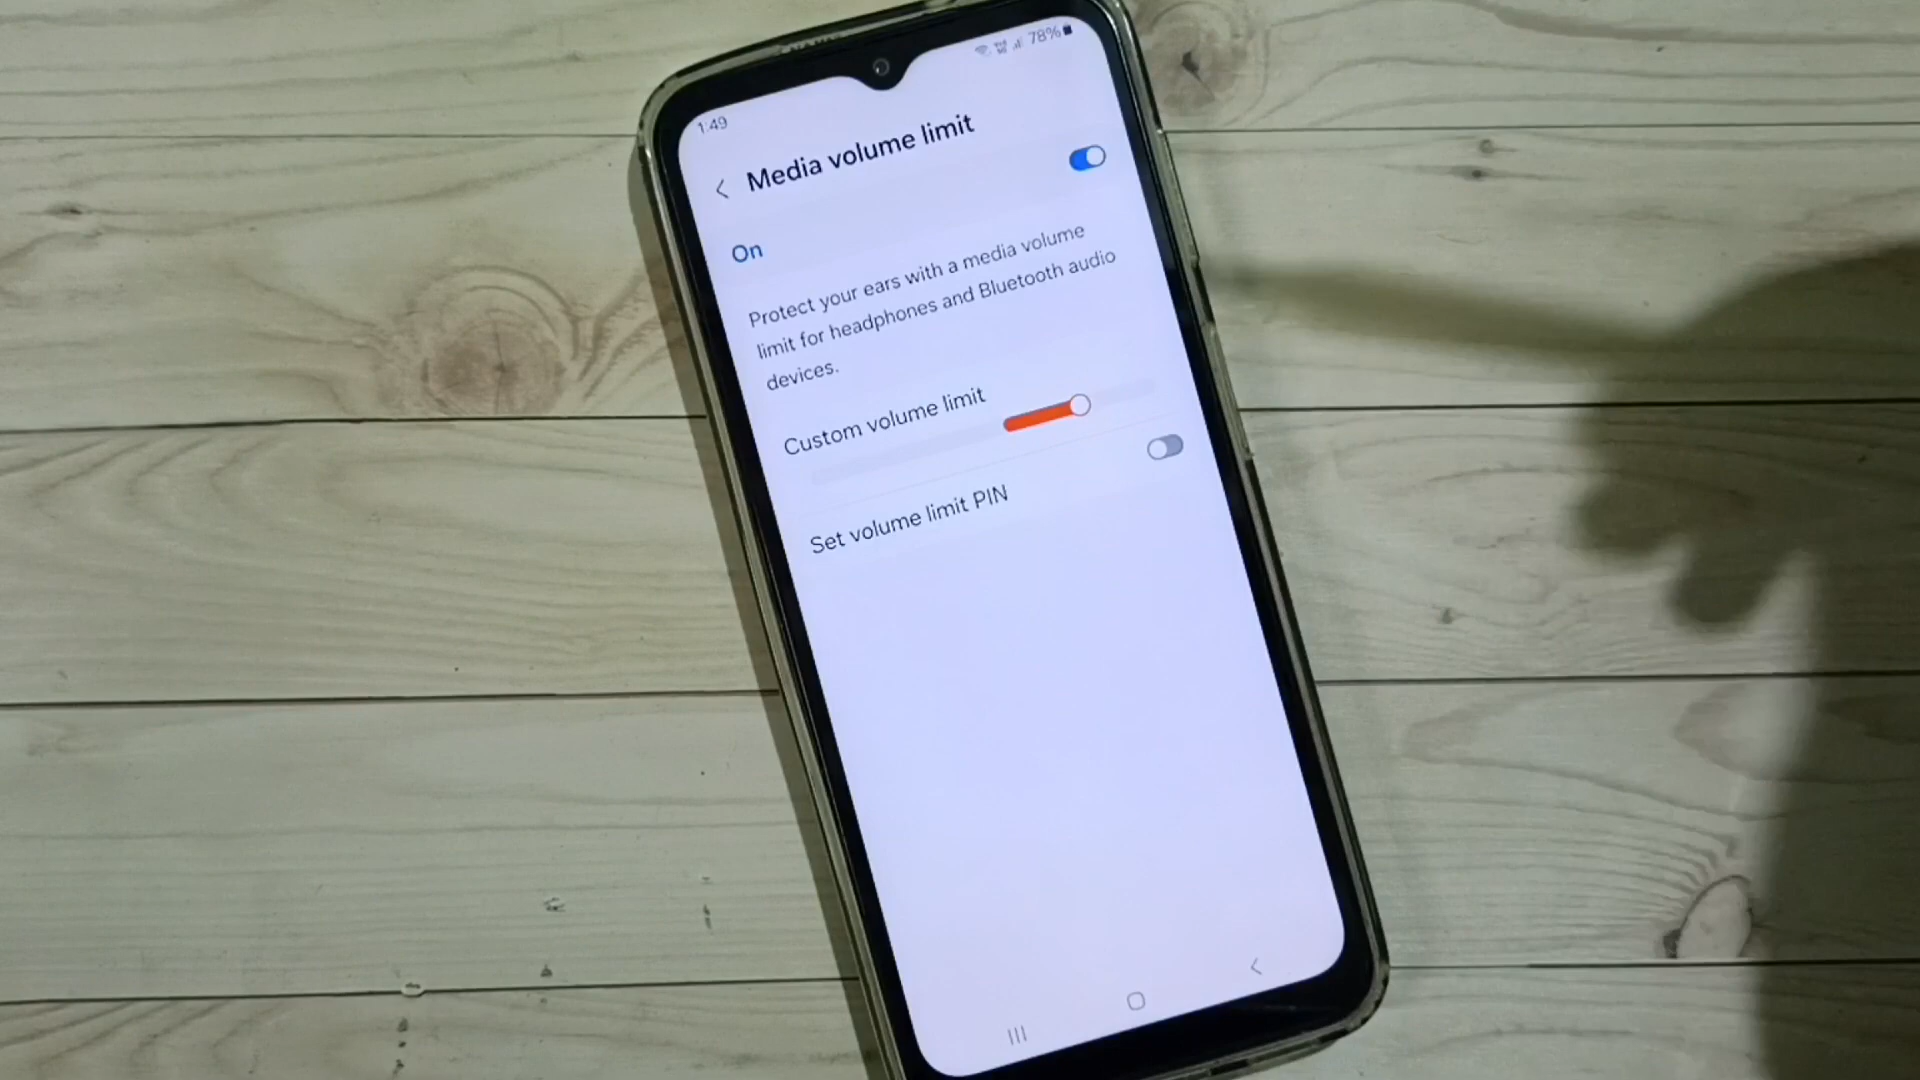 1:49
78%
Media volume limit
On
Protect your ears with a media volume
limit for headphones and Bluetooth audio
devices.
Custom volume limit
Set volume limit PIN